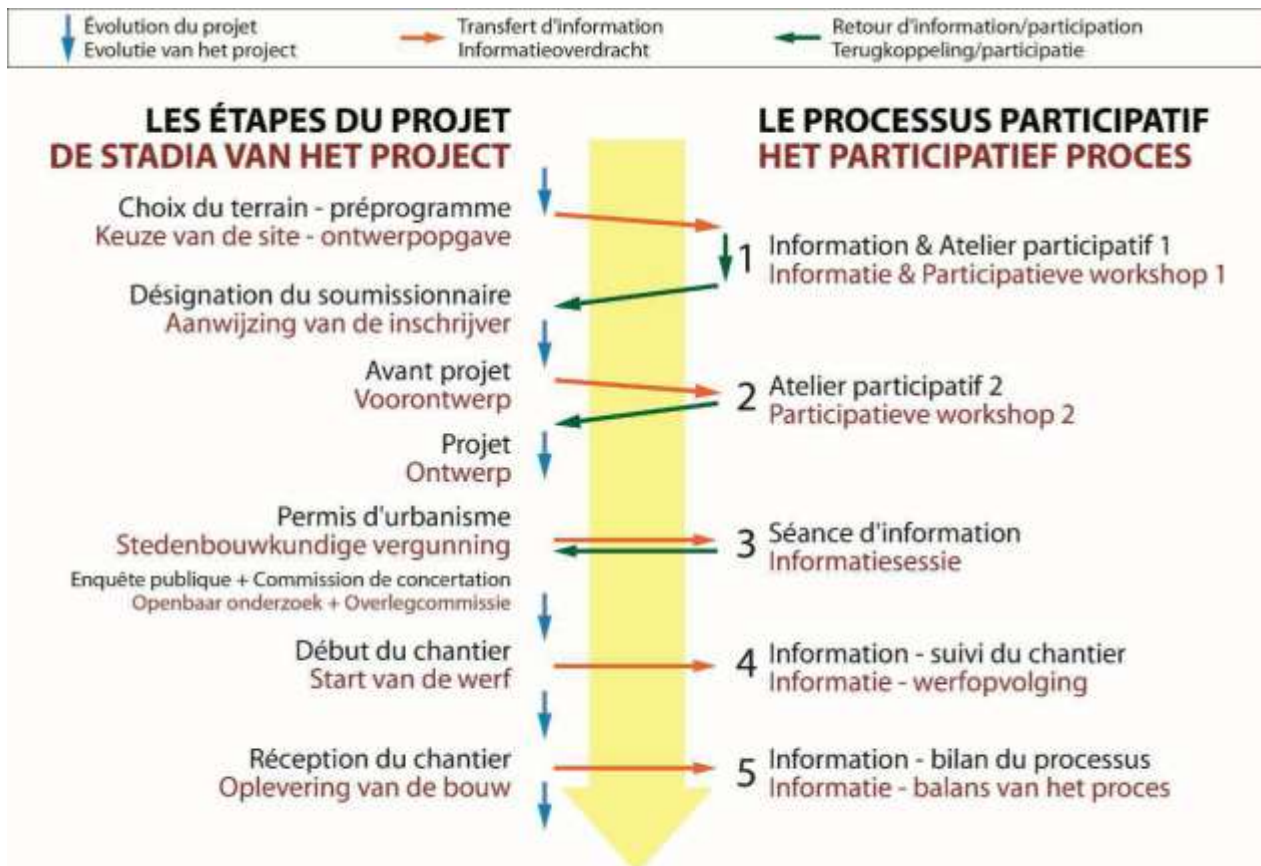 Évolution du projet
Evolutie van het project
Transfert d'information
Informatieoverdracht
Retour d'information/participation
Terugkoppeling/participatie
LES ÉTAPES DU PROJET
DE STADIA VAN HET PROJECT
LE PROCESSUS PARTICIPATIF
HET PARTICIPATIEF PROCES
Choix du terrain - préprogramme
Keuze van de site - ontwerpopgave
1 Information & Atelier participatif 1
Informatie & Participatieve workshop 1
Désignation du soumissionnaire
Aanwijzing van de inschrijver
Avant projet
Voorontwerp
2 Atelier participatif 2
Participatieve workshop 2
Projet
Ontwerp
Permis d'urbanisme
Stedenbouwkundige vergunning
3 Séance d'information
Informatiesessie
Enquête publique + Commission de concertation
Openbaar onderzoek + Overlegcommissie
Début du chantier
Start van de werf
4 Information - suivi du chantier
Informatie - werfopvolging
Réception du chantier
Oplevering van de bouw
5 Information - bilan du processus
Informatie - balans van het proces